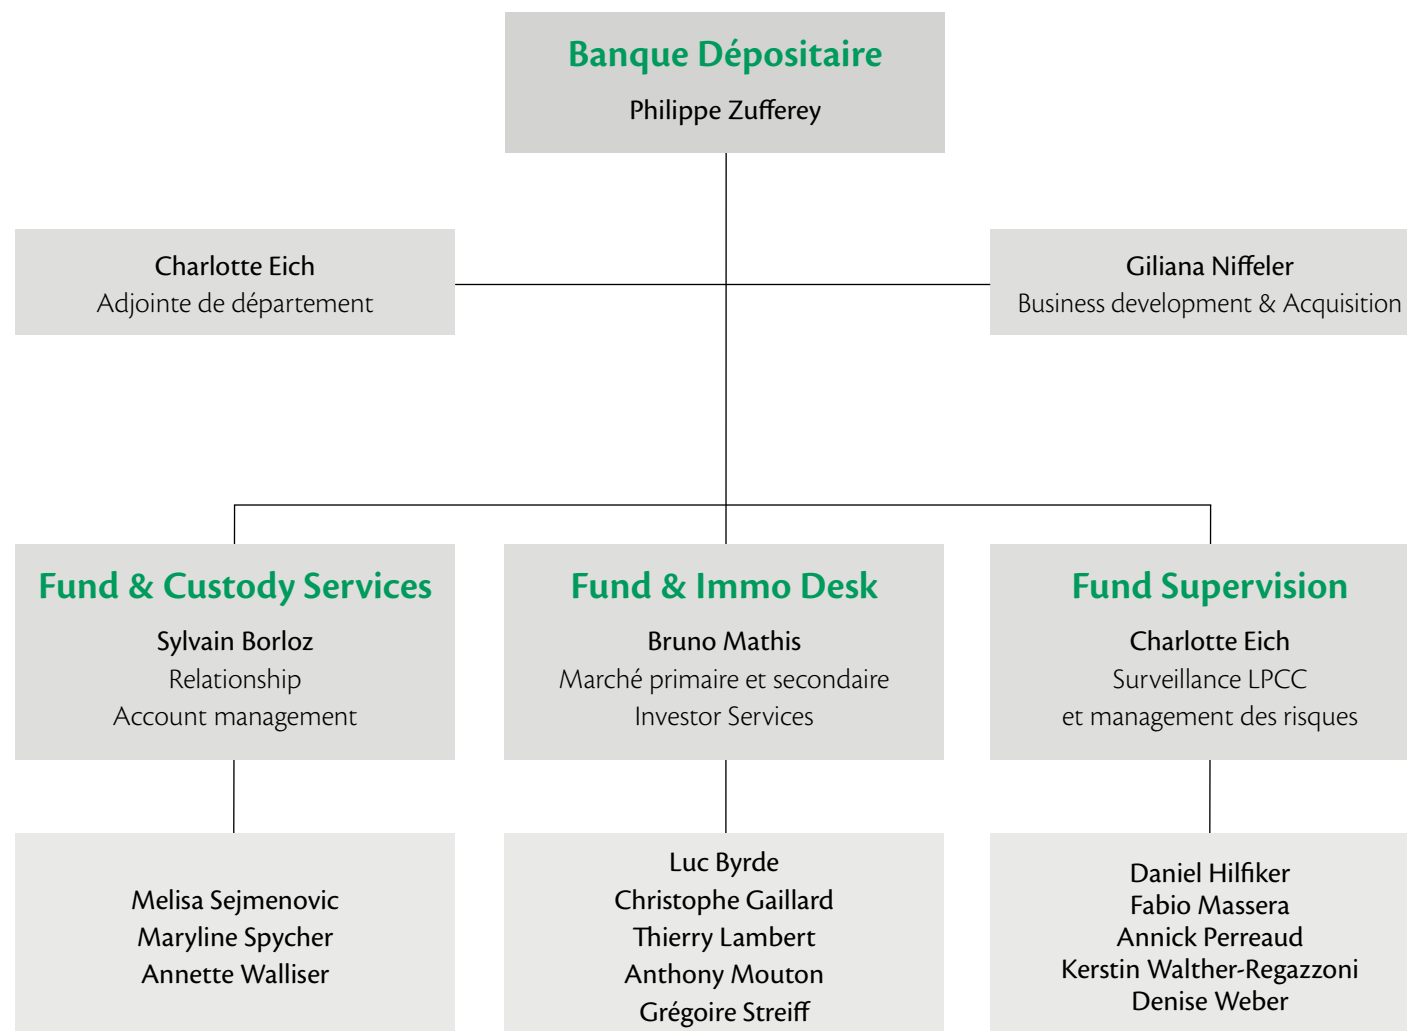 Banque Dépositaire
Philippe Zufferey
Charlotte Eich
Adjointe de département
Giliana Niffeler
Business development & Acquisition
Fund & Custody Services
Sylvain Borloz
Relationship
Account management
Fund & Immo Desk
Bruno Mathis
Marché primaire et secondaire
Investor Services
Fund Supervision
Charlotte Eich
Surveillance LPCC
et management des risques
Melisa Sejmenovic
Maryline Spycher
Annette Walliser
Luc Byrde
Christophe Gaillard
Thierry Lambert
Anthony Mouton
Grégoire Streiff
Daniel Hilfiker
Fabio Massera
Annick Perreaud
Kerstin Walther-Regazzoni
Denise Weber